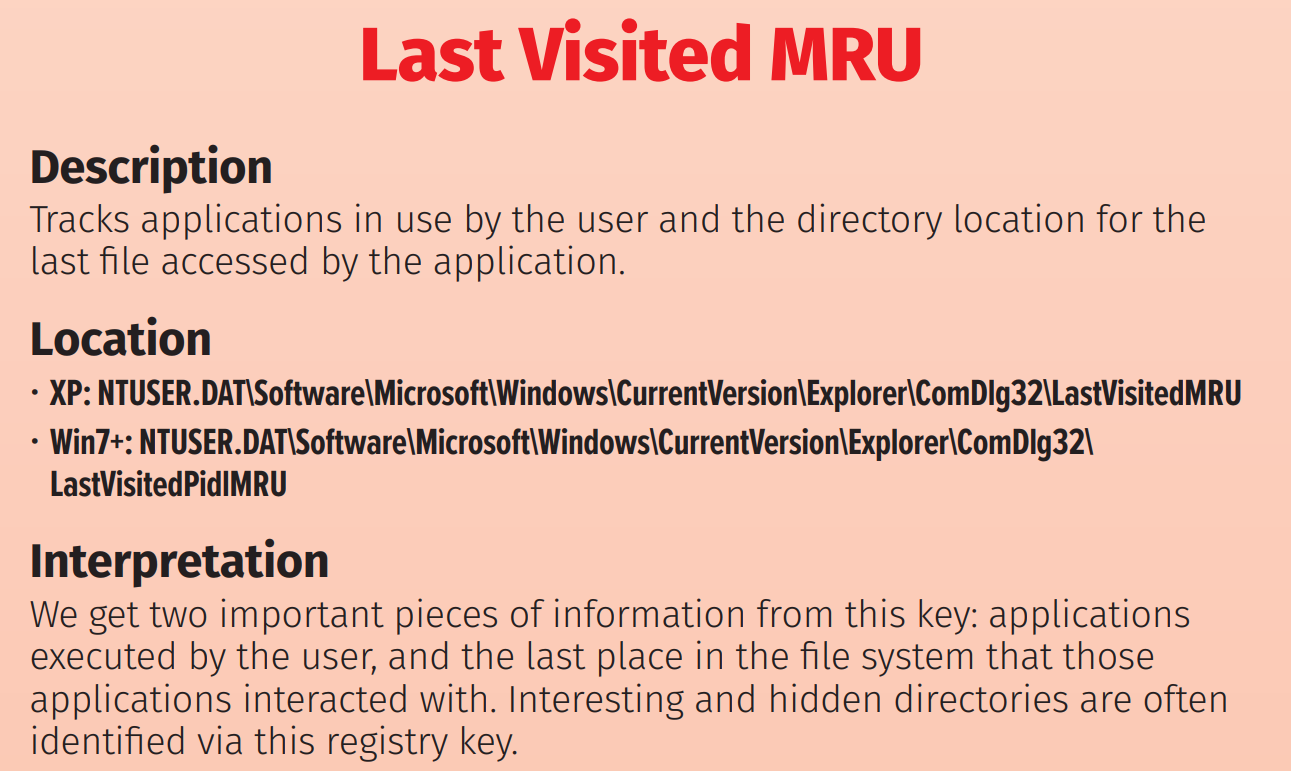 Last Visited MRU
Description
Tracks applications in use by the user and the directory location for the
last file accessed by the application.
Location
• XP: NTUSER.DAT\Software\Microsoft\Windows\CurrentVersion\Explorer\ComDlg32\LastVisitedMRU
• Win7+: NTUSER.DAT\Software\Microsoft\Windows\CurrentVersion\Explorer\ComDlg32\
LastVisitedPidlMRU
Interpretation
We get two important pieces of information from this key: applications
executed by the user, and the last place in the file system that those
applications interacted with. Interesting and hidden directories are often
identified via this registry key.